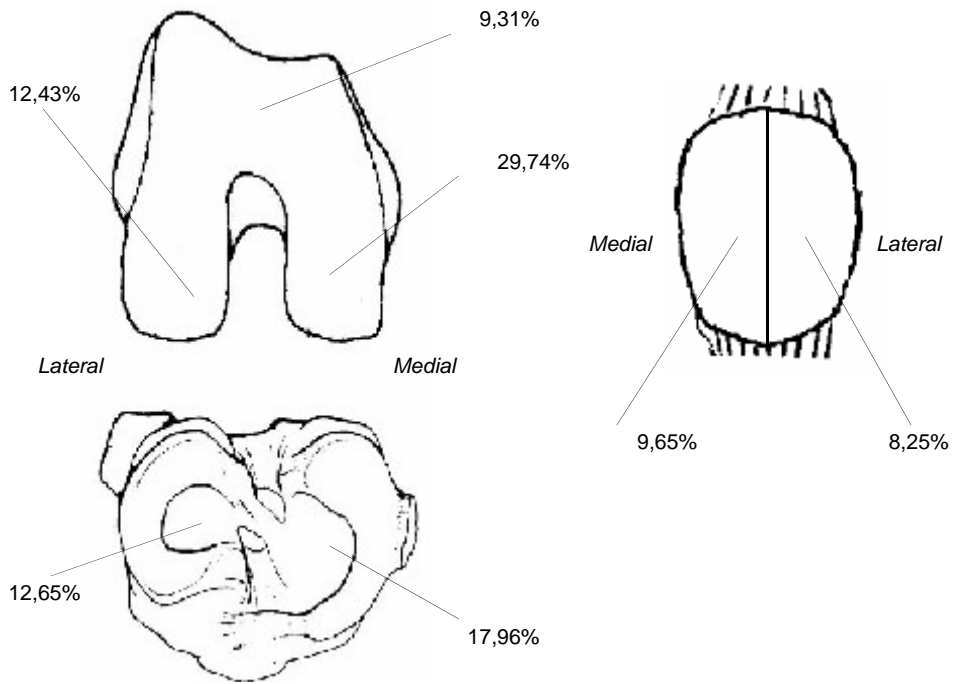 9,31%
12,43%
29,74%
Medial
Lateral
Lateral
Medial
9,65%
8,25%
12,65%
17,96%